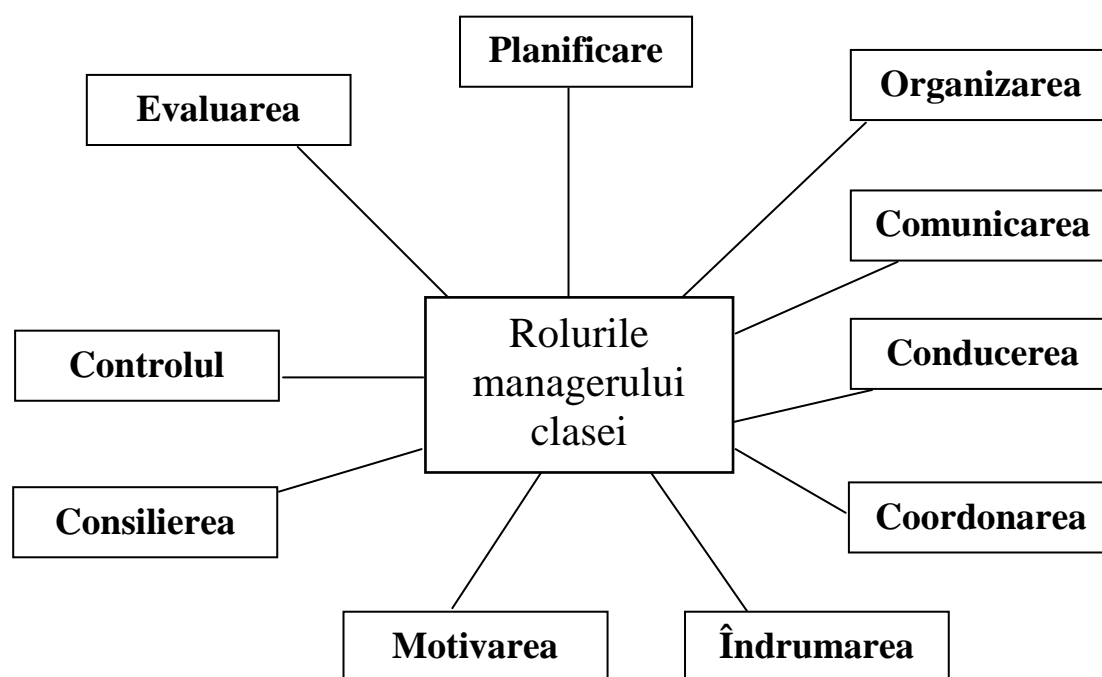 Planificare
Organizarea
Evaluarea
Comunicarea
Rolurile
managerului
clasei
Conducerea
Controlul
Coordonarea
Consilierea
Motivarea
Îndrumarea